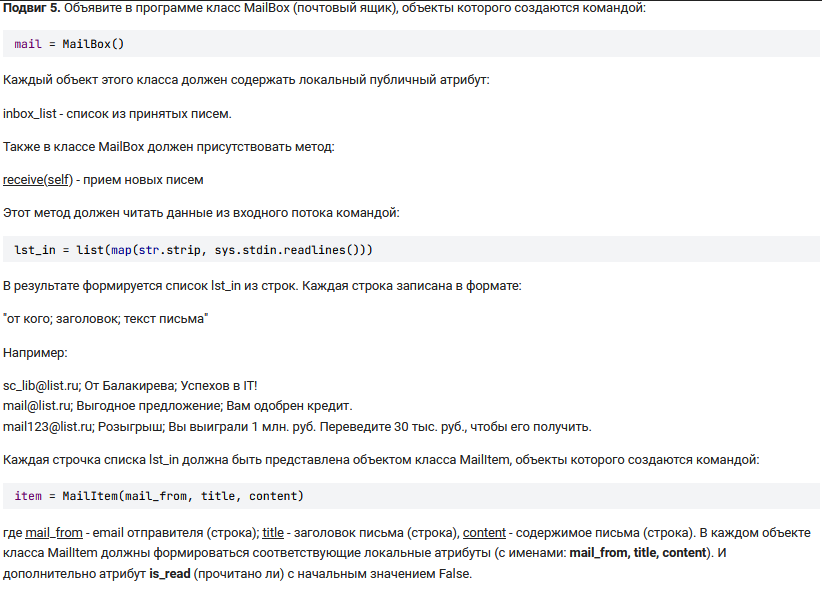 Подвиг 5. Объявите в программе класс MailBox (почтовый ящик), объекты которого создаются командой:
mail = MailBox()
Каждый объект этого класса должен содержать локальный публичный атрибут:
inbox_list - список из принятых писем.
Также в классе MailBox должен присутствовать метод:
receive(self) - прием новых писем
Этот метод должен читать данные из входного потока командой:
lst_in = list(map(str.strip, sys.stdin.readlines()))
В результате формируется список lst_in из строк. Каждая строка записана в формате:
"от кого; заголовок; текст письма"
Например:
sc_lib@list.ru; От Балакирева; Успехов в IT!
mail@list.ru; Выгодное предложение; Вам одобрен кредит.
mail123@list.ru; Розыгрыш; Вы выиграли 1 млн. руб. Переведите 30 тыс. руб., чтобы его получить.
Каждая строчка списка lst_in должна быть представлена объектом класса MailItem, объекты которого создаются командой:
item = MailItem(mail_from, title, content)
где mail_from - email отправителя (строка); title - заголовок письма (строка), content - содержимое письма (строка). В каждом объекте
класса MailItem должны формироваться соответствующие локальные атрибуты (с именами: mail_from, title, content). И
дополнительно атрибут is_read (прочитано ли) с начальным значением False.